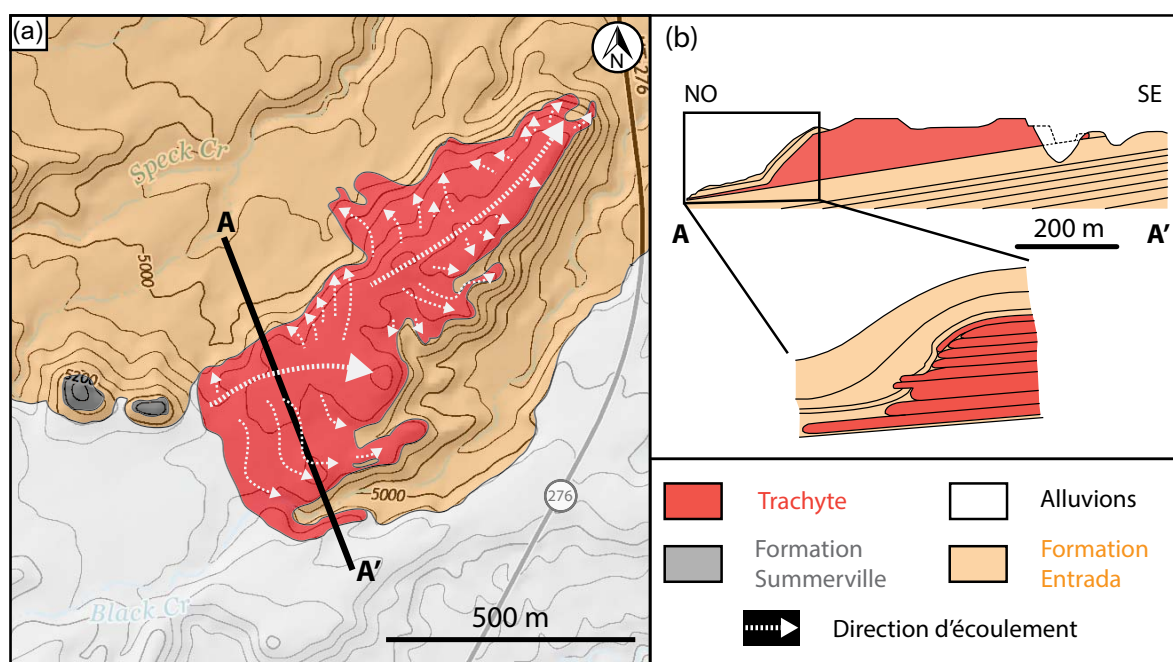 (a)
N
276
Speck Cr
A
5000
5200
5000
276
A'
Black Cr
500 m
(b)
NO
SE
A
200 m
A'
Trachyte
Alluvions
Formation
Summerville
Formation
Entrada
Direction d'écoulement